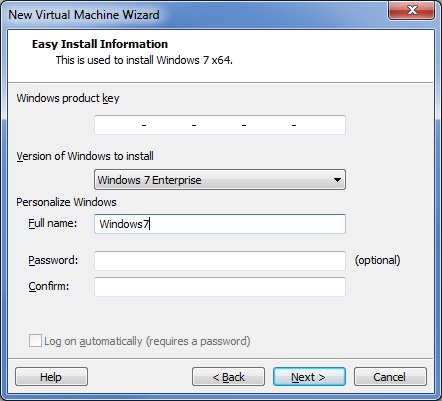 New Virtual Machine Wizard
Easy Install Information
This is used to install Windows 7 x64.
Windows product key
- - - -
Version of Windows to install
Windows 7 Enterprise
Personalize Windows
Full name: Windows7
Password: (optional)
Confirm:
Log on automatically (requires a password)
Help < Back Next > Cancel